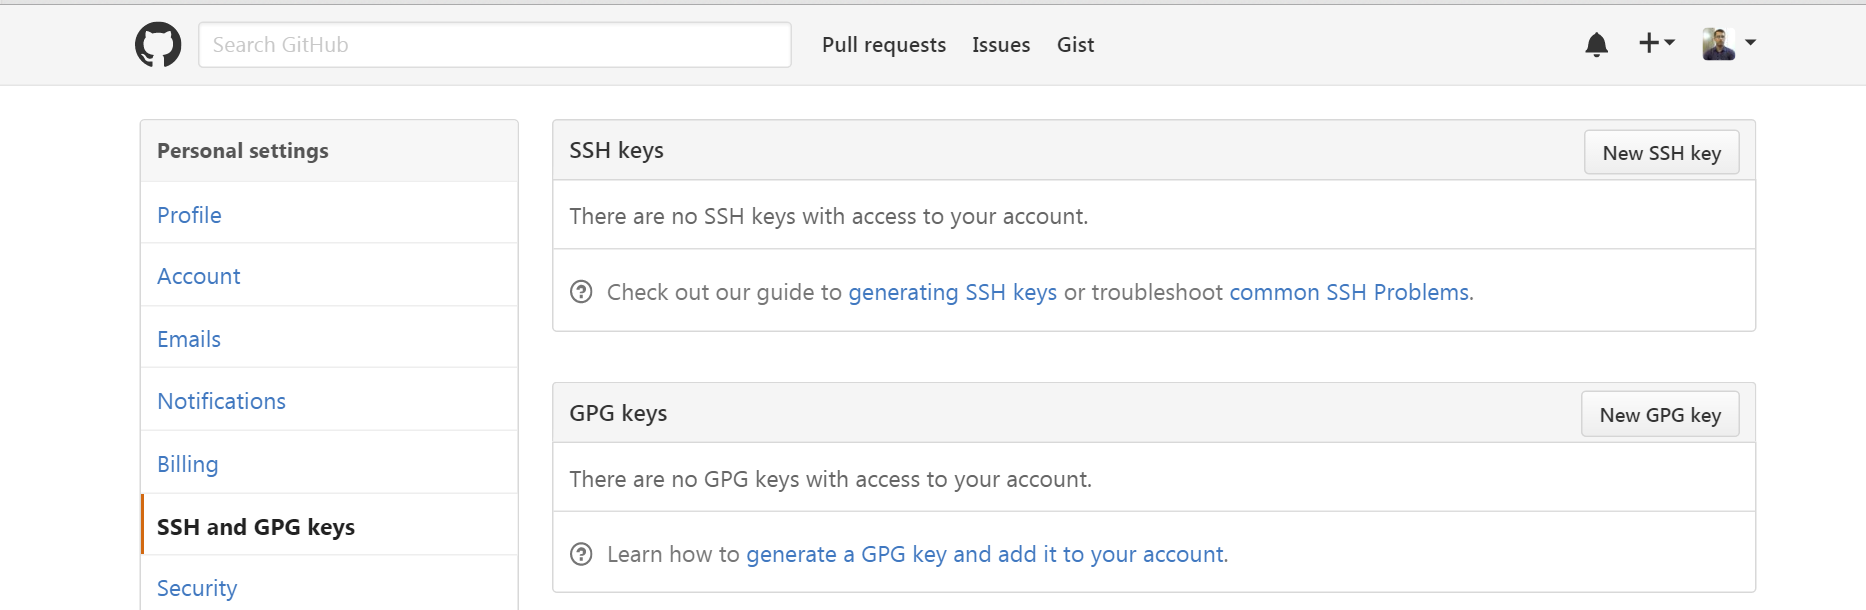 Search GitHub
Pull requests Issues Gist
Personal settings
Profile
Account
Emails
Notifications
Billing
SSH and GPG keys
Security
SSH keys
New SSH key
There are no SSH keys with access to your account.
Check out our guide to generating SSH keys or troubleshoot common SSH Problems.
GPG keys
New GPG key
There are no GPG keys with access to your account.
Learn how to generate a GPG key and add it to your account.